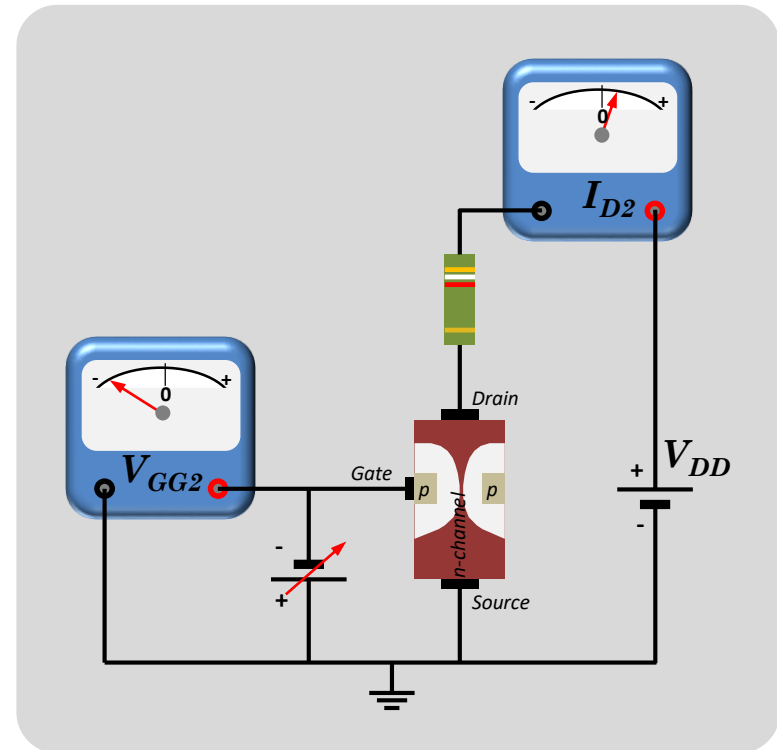 - +
0
I_D2
- +
0
V_GG2
Drain
Gate
p p
n-channel
Source
+ V_DD
-
-
+